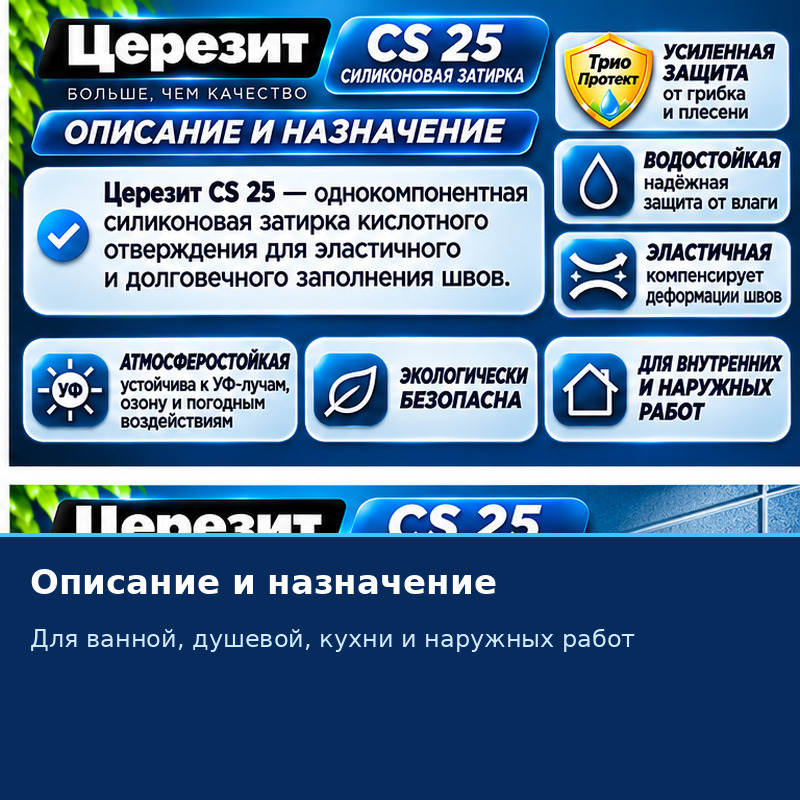 Церезит
БОЛЬШЕ, ЧЕМ КАЧЕСТВО
CS 25
СИЛИКОНОВАЯ ЗАТИРКА
ОПИСАНИЕ И НАЗНАЧЕНИЕ
Церезит CS 25 — однокомпонентная
силиконовая затирка кислотного
отверждения для эластичного
и долговечного заполнения швов.
Трио
Протект
УСИЛЕННАЯ
ЗАЩИТА
от грибка
и плесени
ВОДОСТОЙКАЯ
надёжная
защита от влаги
ЭЛАСТИЧНАЯ
компенсирует
деформации швов
УФ
АТМОСФЕРОСТОЙКАЯ
устойчива к УФ-лучам,
озону и погодным
воздействиям
ЭКОЛОГИЧЕСКИ
БЕЗОПАСНА
ДЛЯ ВНУТРЕННИХ
И НАРУЖНЫХ
РАБОТ
Церезит
CS 25
Описание и назначение
Для ванной, душевой, кухни и наружных работ